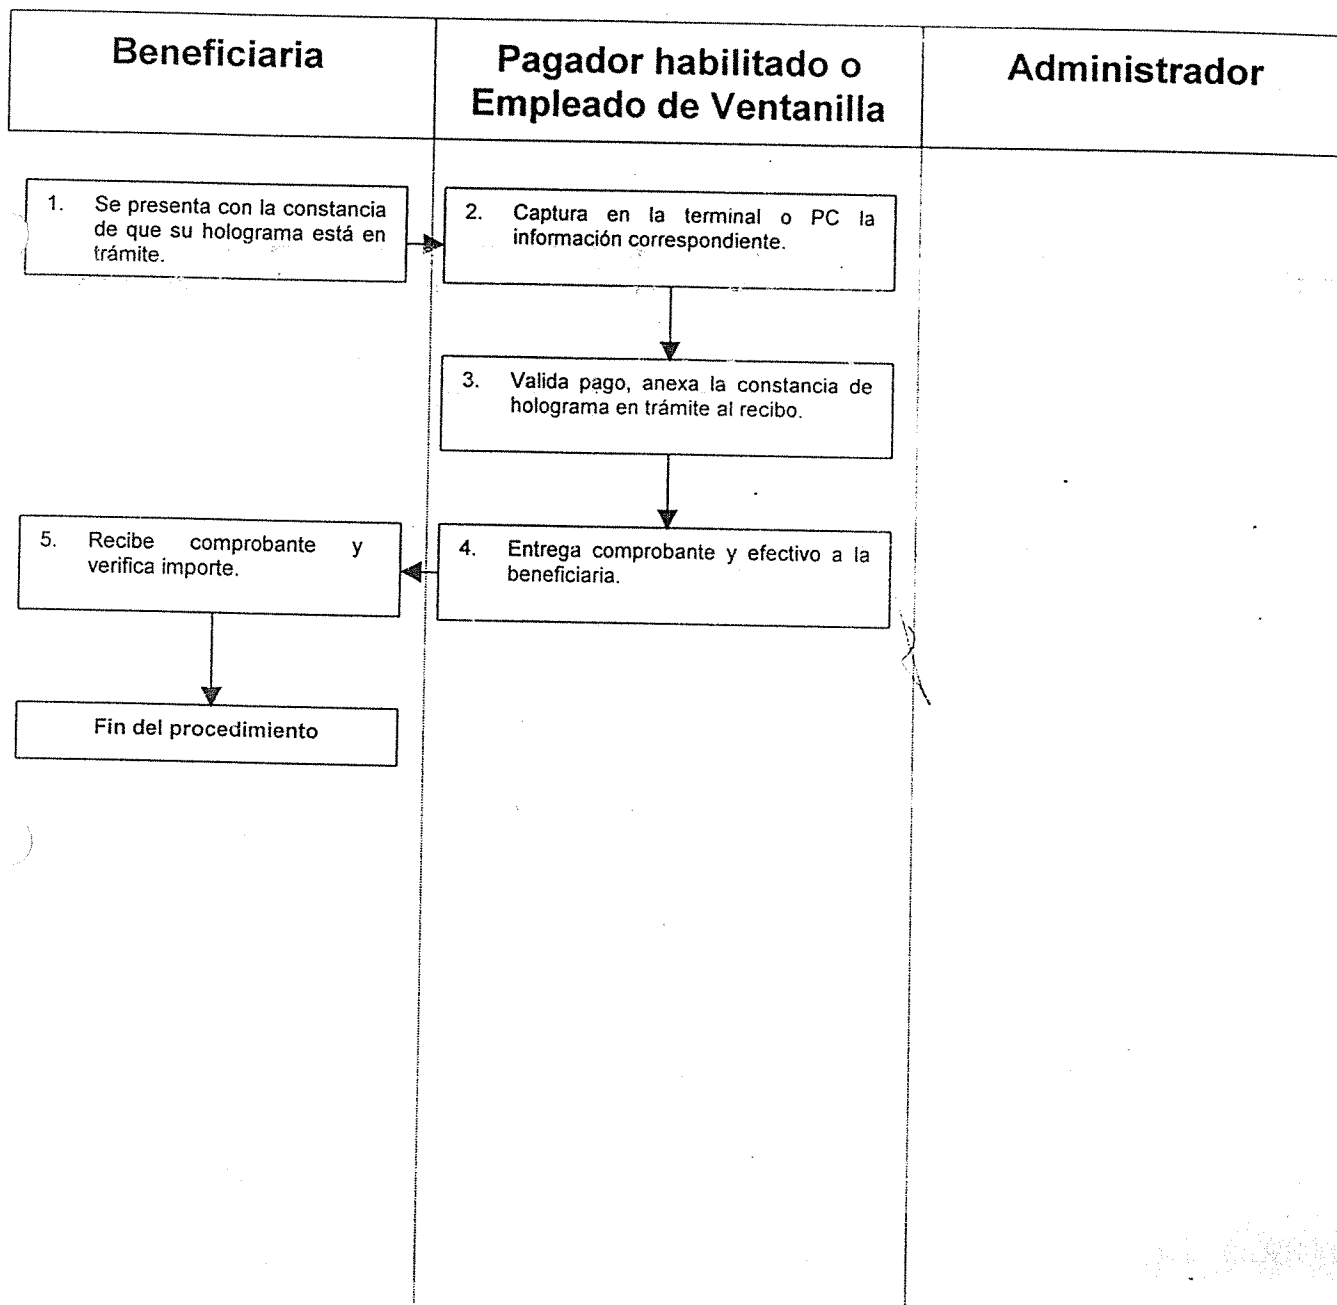 Beneficiaria
Pagador habilitado o
Empleado de Ventanilla
Administrador
1. Se presenta con la constancia
de que su holograma está en
trámite.
2. Captura en la terminal o PC la
información correspondiente.
3. Valida pago, anexa la constancia de
holograma en trámite al recibo.
4. Entrega comprobante y efectivo a la
beneficiaria.
5. Recibe comprobante y
verifica importe.
Fin del procedimiento